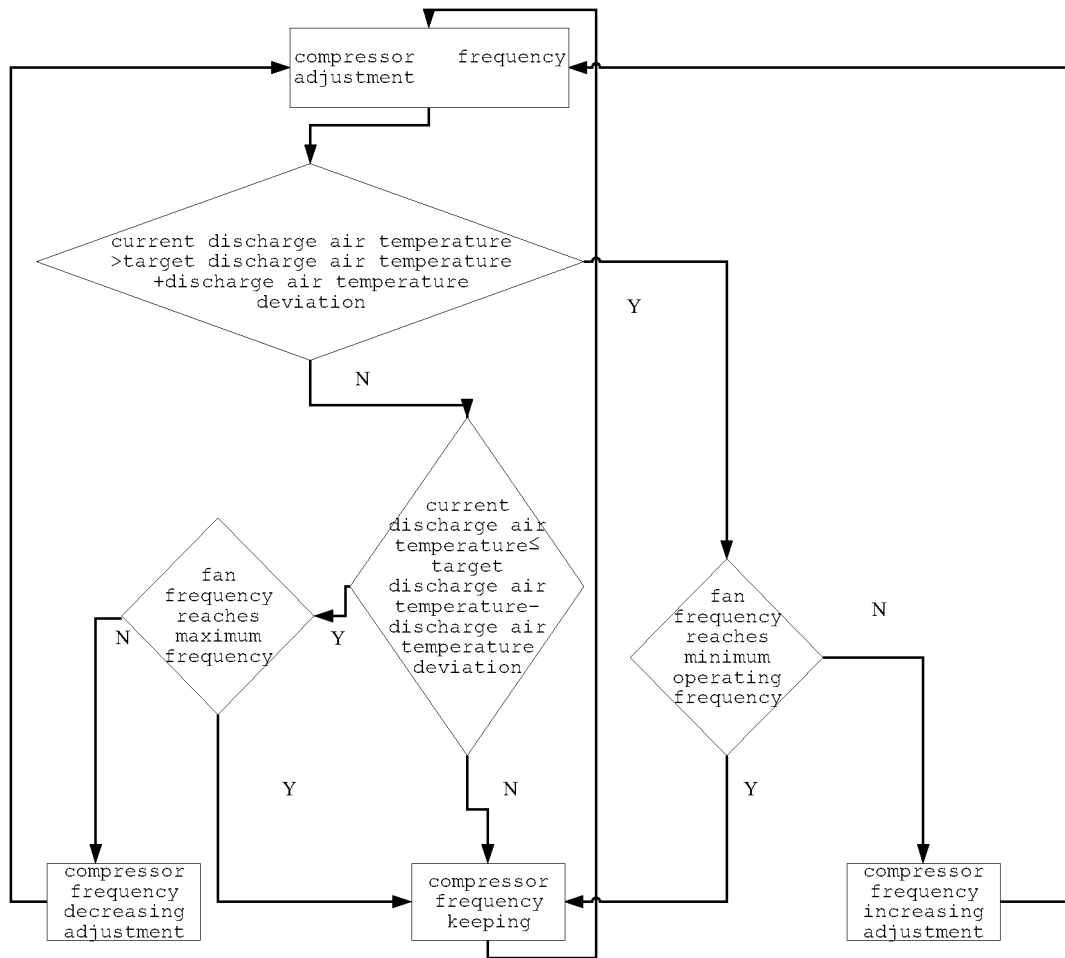 compressor frequency
adjustment
current discharge air temperature
>target discharge air temperature
+discharge air temperature
deviation
Y
N
current
discharge air
temperature≤
target
discharge air
temperature−
discharge air
temperature
deviation
fan
frequency
reaches
maximum
frequency
N
Y
fan
frequency
reaches
minimum
operating
frequency
N
Y
N
Y
compressor
frequency
decreasing
adjustment
compressor
frequency
keeping
compressor
frequency
increasing
adjustment